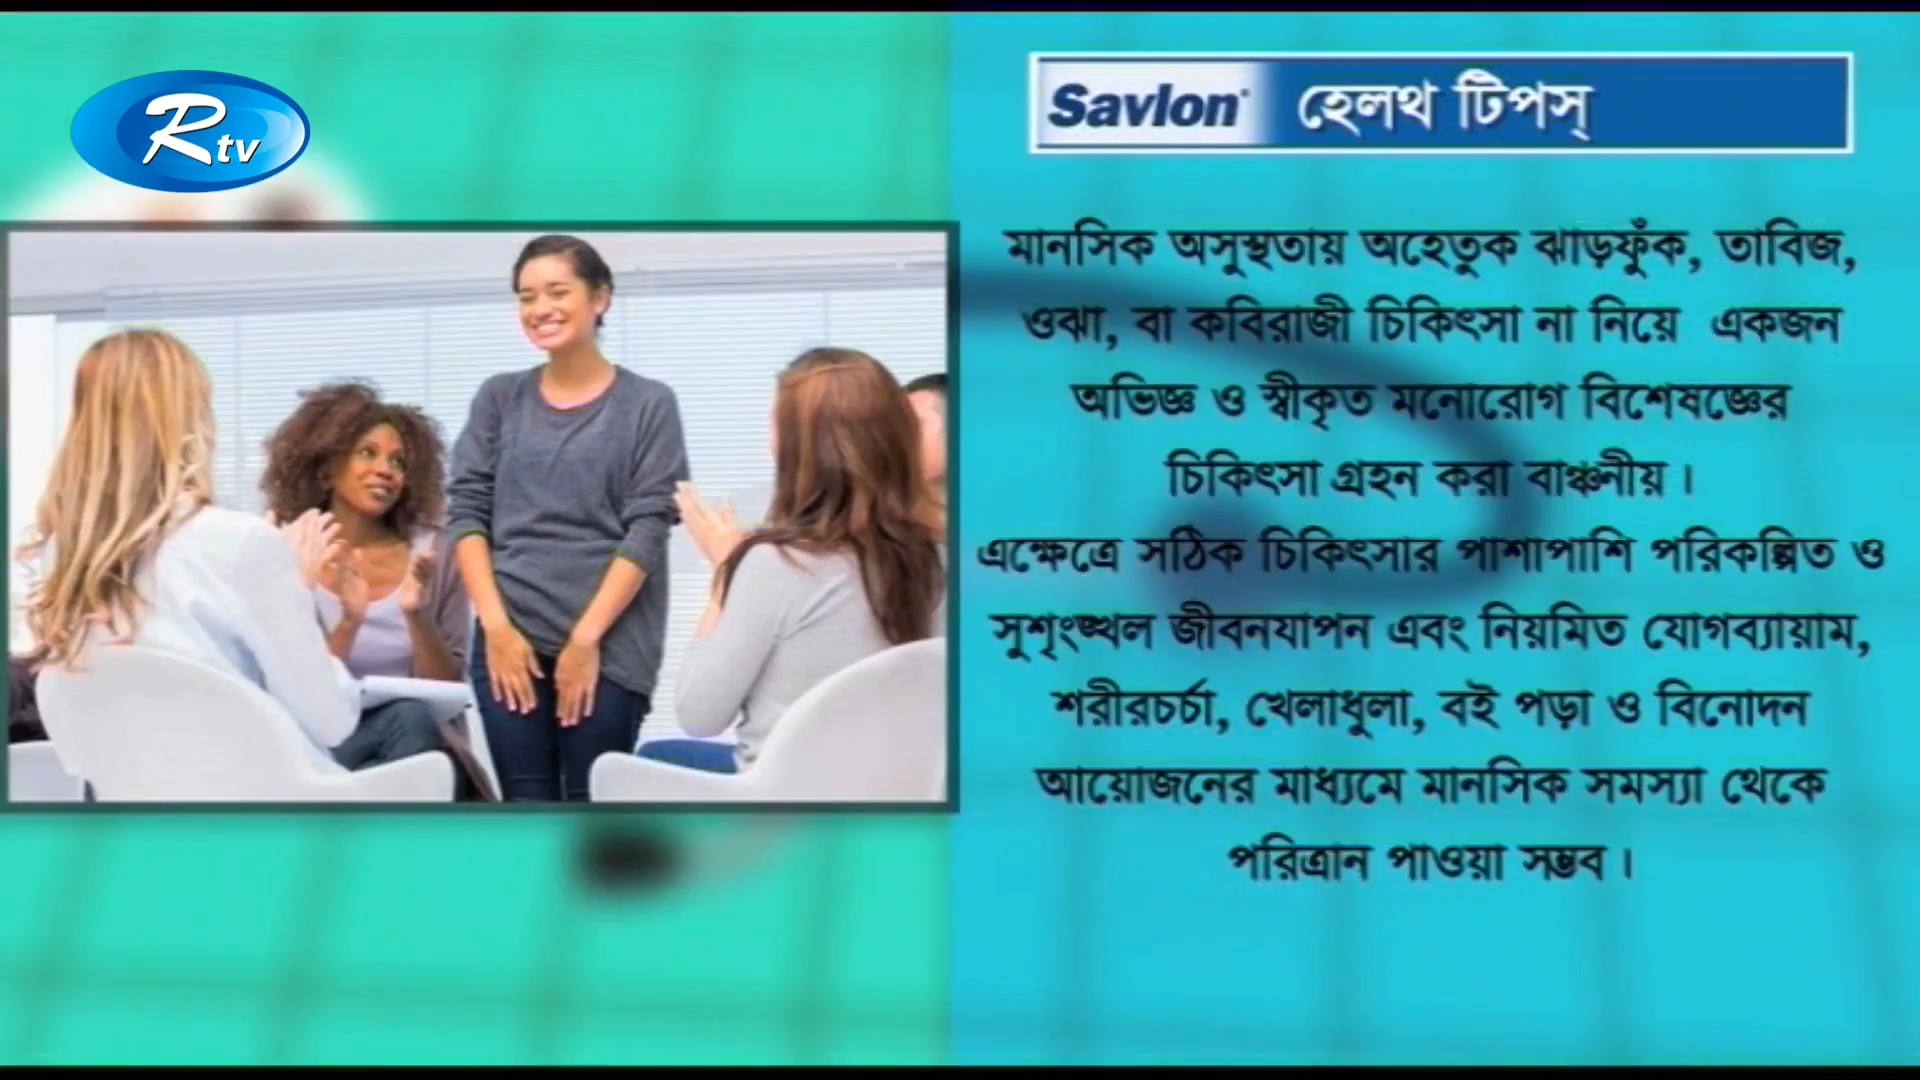 Rtv
Savlon হেলথ টিপস্
মানসিক অসুস্থতায় অহেতুক ঝাড়ফুঁক, তাবিজ,
ওঝা, বা কবিরাজী চিকিৎসা না নিয়ে একজন
অভিজ্ঞ ও স্বীকৃত মনোরোগ বিশেষজ্ঞের
চিকিৎসা গ্রহন করা বাঞ্চনীয়।
এক্ষেত্রে সঠিক চিকিৎসার পাশাপাশি পরিকল্পিত ও
সুশৃংঙ্খল জীবনযাপন এবং নিয়মিত যোগব্যায়াম,
শরীরচর্চা, খেলাধুলা, বই পড়া ও বিনোদন
আয়োজনের মাধ্যমে মানসিক সমস্যা থেকে
পরিত্রান পাওয়া সম্ভব।